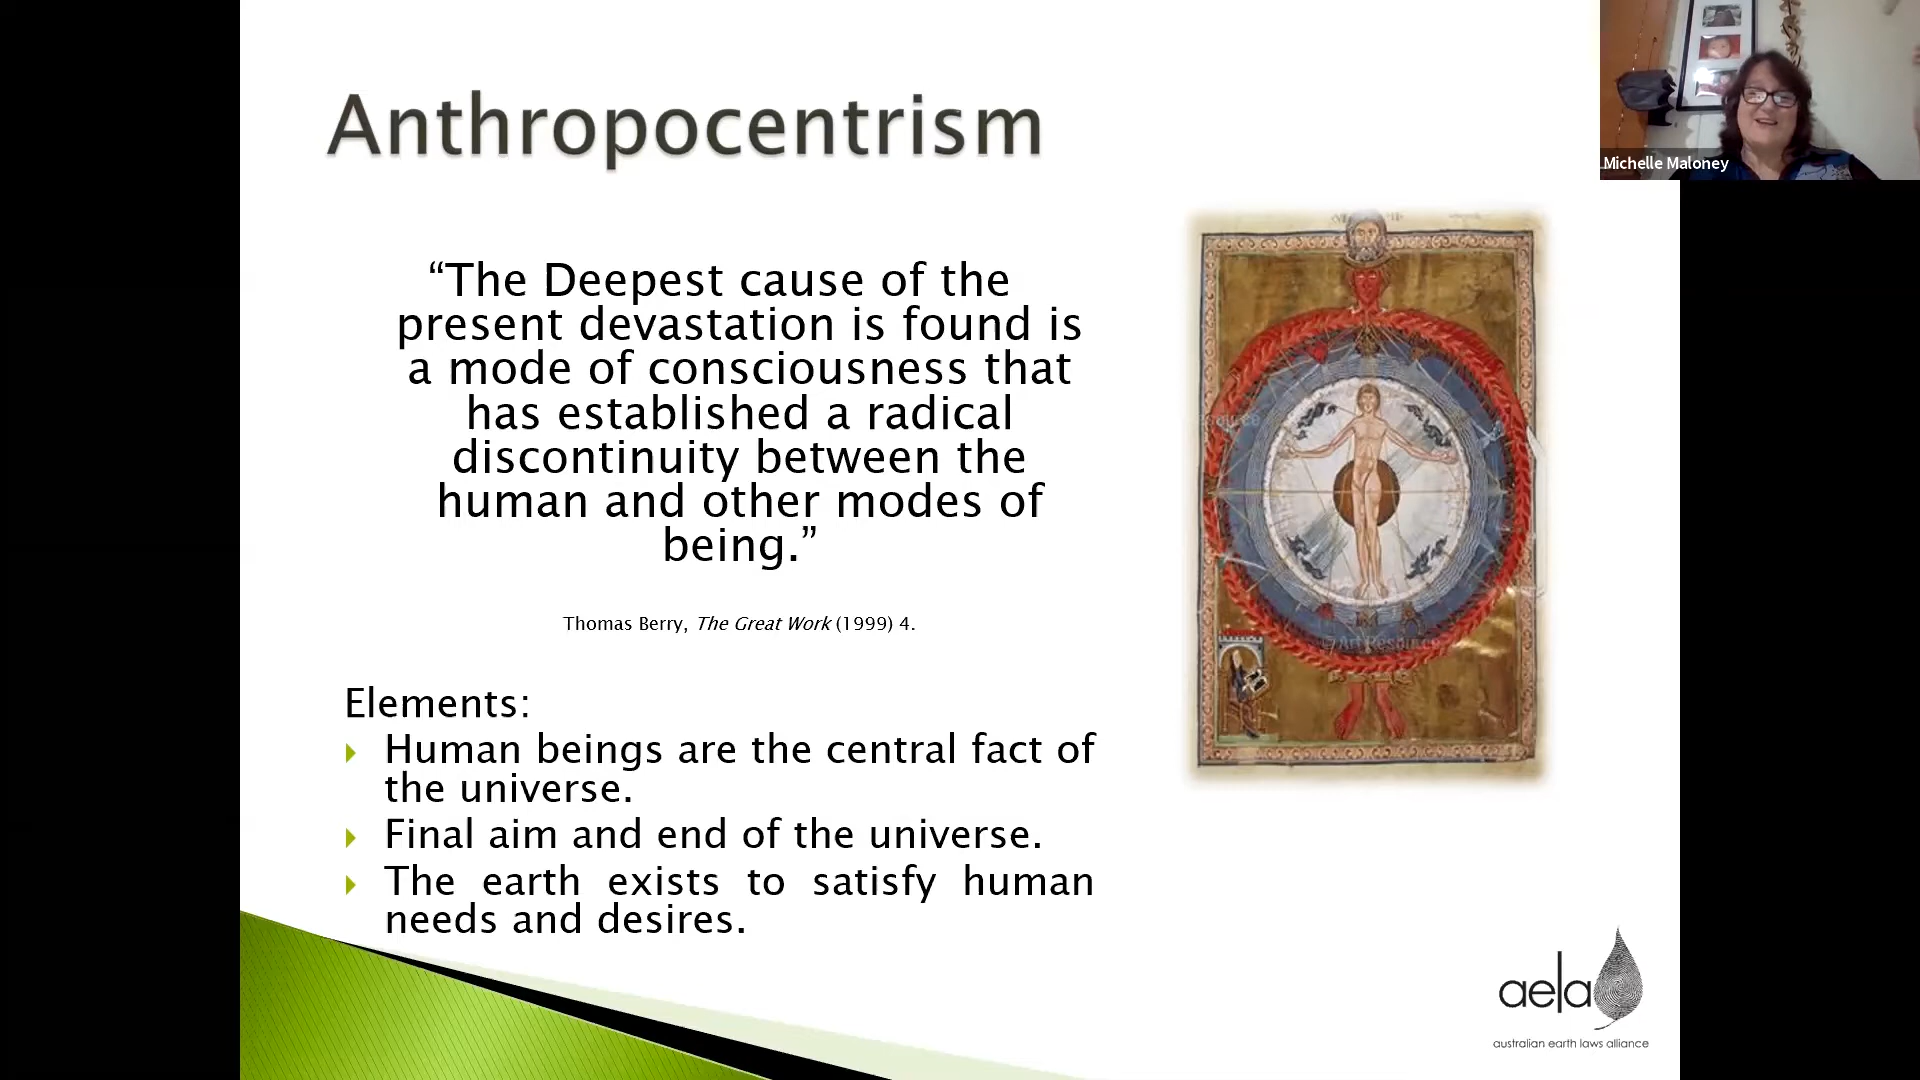 Anthropocentrism
Michelle Maloney
“The Deepest cause of the
present devastation is found is
a mode of consciousness that
has established a radical
discontinuity between the
human and other modes of
being.”
Thomas Berry, The Great Work (1999) 4.
Elements:
Human beings are the central fact of
the universe.
Final aim and end of the universe.
The earth exists to satisfy human
needs and desires.
© Art Resource
aela
australian earth laws alliance